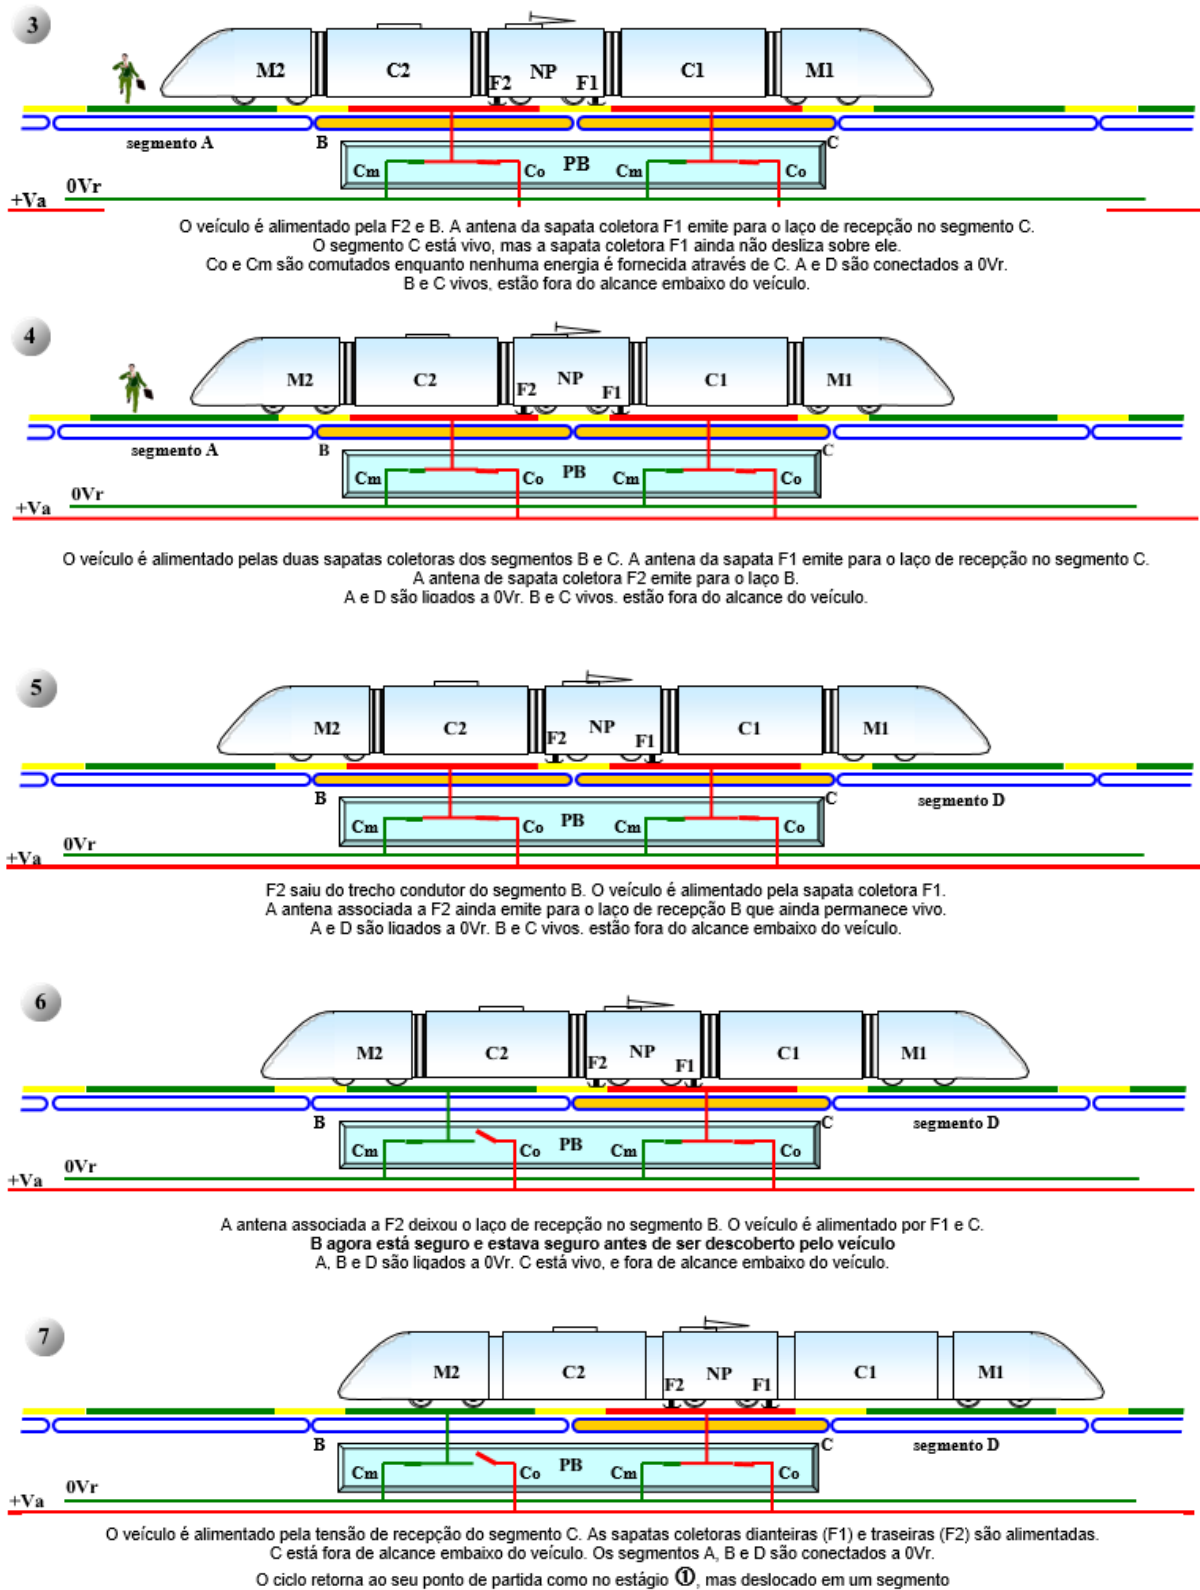 3
M2 C2 NP C1 M1
F2 F1
segmento A B C
Cm Co PB Cm Co
0Vr
+Va
O veículo é alimentado pela F2 e B. A antena da sapata coletora F1 emite para o laço de recepção no segmento C.
O segmento C está vivo, mas a sapata coletora F1 ainda não desliza sobre ele.
Co e Cm são comutados enquanto nenhuma energia é fornecida através de C. A e D são conectados a 0Vr.
B e C vivos, estão fora do alcance embaixo do veículo.
4
M2 C2 NP C1 M1
F2 F1
segmento A B C
Cm Co PB Cm Co
0Vr
+Va
O veículo é alimentado pelas duas sapatas coletoras dos segmentos B e C. A antena da sapata F1 emite para o laço de recepção no segmento C.
A antena de sapata coletora F2 emite para o laço B.
A e D são ligados a 0Vr. B e C vivos, estão fora do alcance do veículo.
5
M2 C2 NP C1 M1
F2 F1
B C segmento D
Cm Co PB Cm Co
0Vr
+Va
F2 saiu do trecho condutor do segmento B. O veículo é alimentado pela sapata coletora F1.
A antena associada a F2 ainda emite para o laço de recepção B que ainda permanece vivo.
A e D são ligados a 0Vr. B e C vivos, estão fora do alcance embaixo do veículo.
6
M2 C2 NP C1 M1
F2 F1
B C segmento D
Cm Co PB Cm Co
0Vr
+Va
A antena associada a F2 deixou o laço de recepção no segmento B. O veículo é alimentado por F1 e C.
B agora está seguro e estava seguro antes de ser descoberto pelo veículo
A, B e D são ligados a 0Vr. C está vivo, e fora de alcance embaixo do veículo.
7
M2 C2 NP C1 M1
F2 F1
B C segmento D
Cm Co PB Cm Co
0Vr
+Va
O veículo é alimentado pela tensão de recepção do segmento C. As sapatas coletoras dianteiras (F1) e traseiras (F2) são alimentadas.
C está fora de alcance embaixo do veículo. Os segmentos A, B e D são conectados a 0Vr.
O ciclo retorna ao seu ponto de partida como no estágio ①, mas deslocado em um segmento